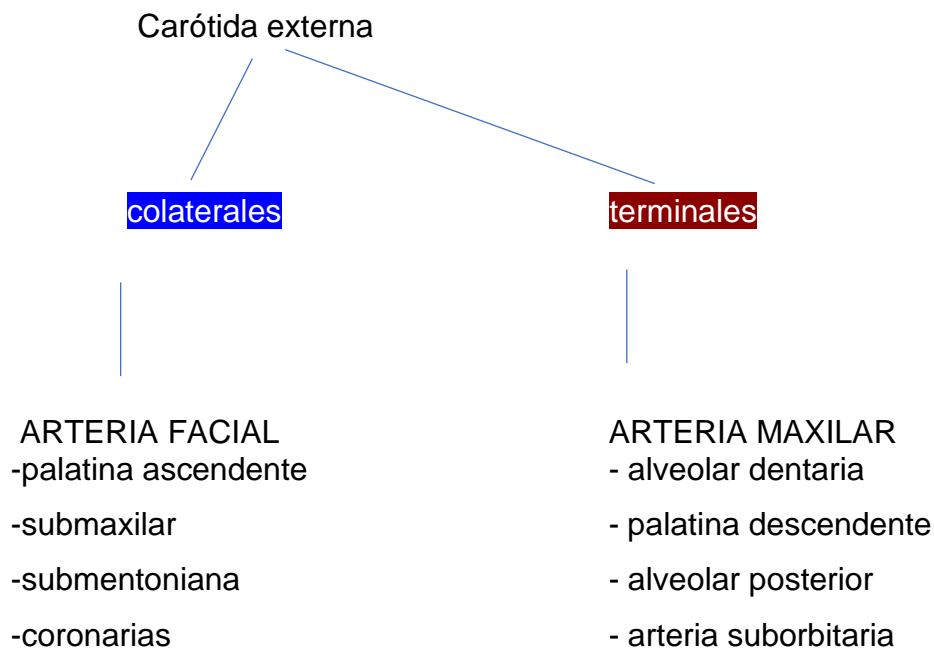 Carótida externa
colaterales
terminales
ARTERIA FACIAL
-palatina ascendente
-submaxilar
-submentoniana
-coronarias
ARTERIA MAXILAR
- alveolar dentaria
- palatina descendente
- alveolar posterior
- arteria suborbitaria